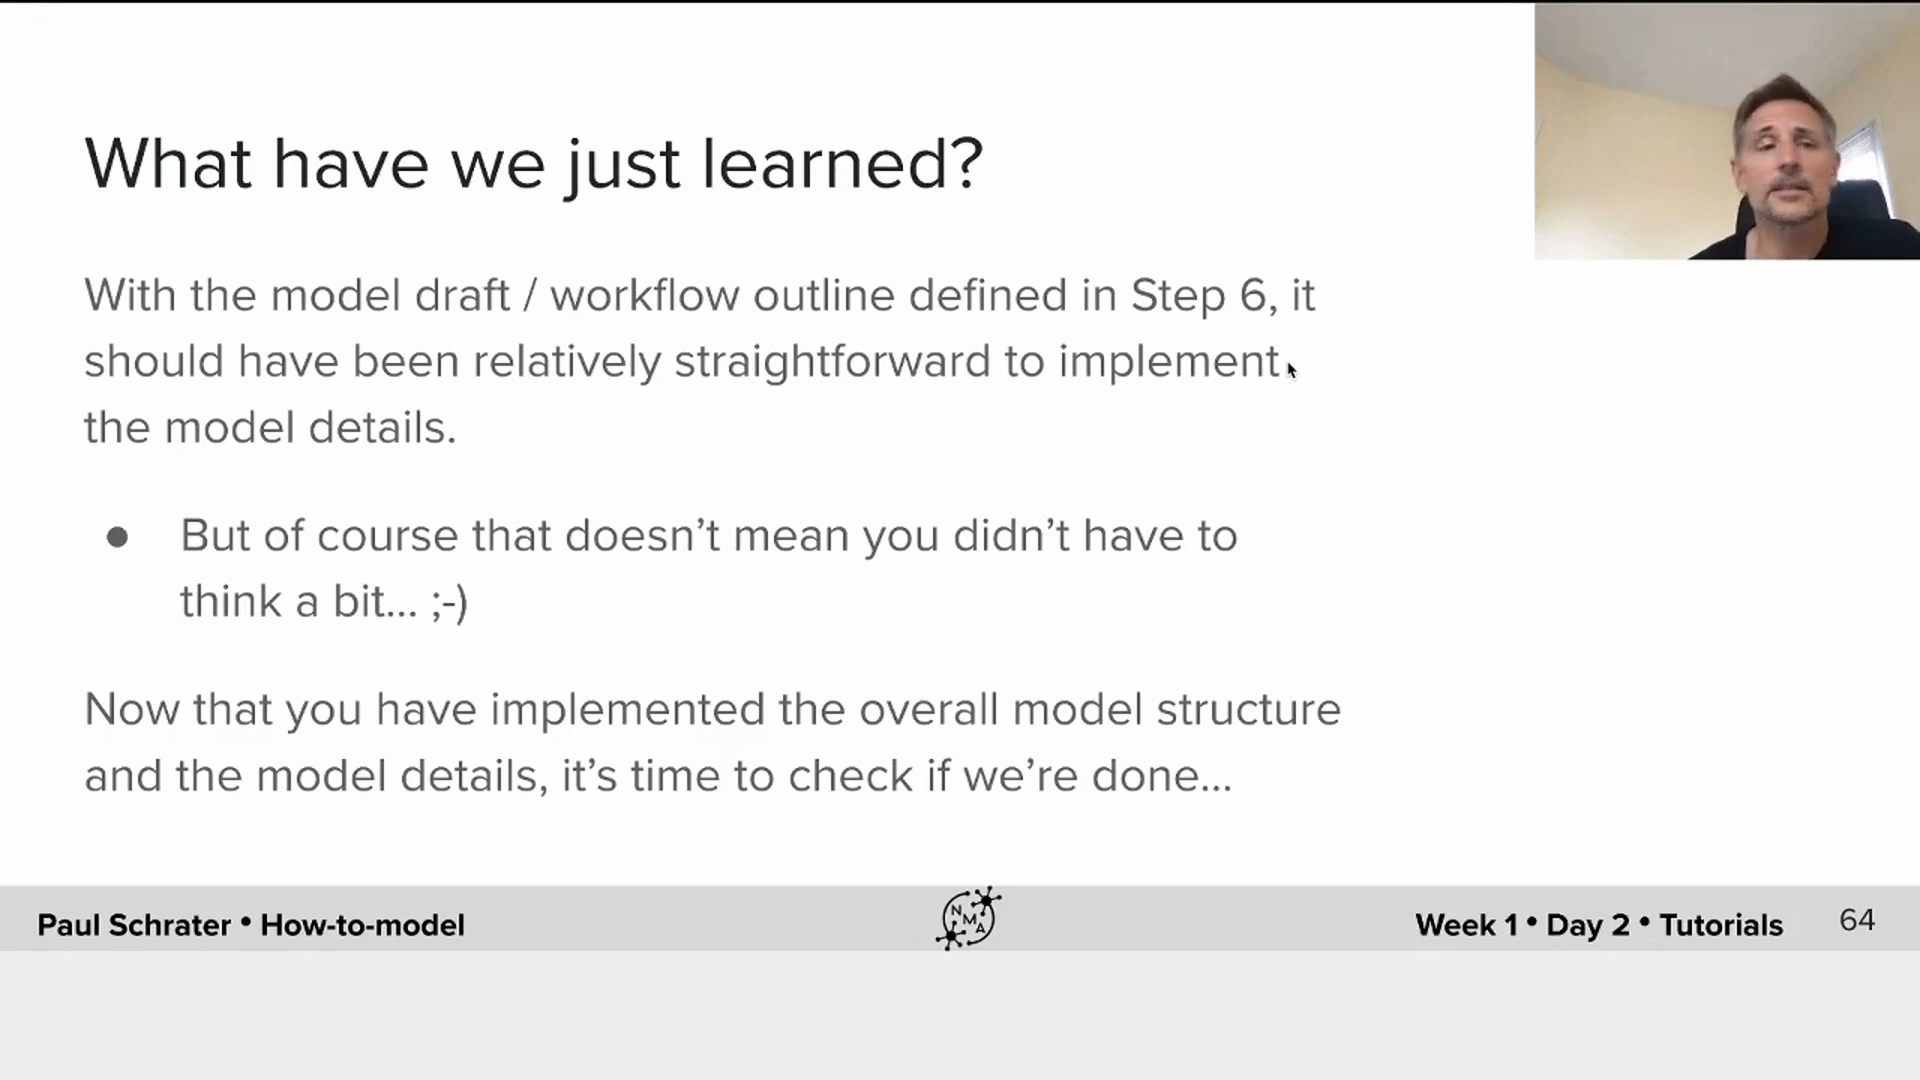 What have we just learned?
With the model draft / workflow outline defined in Step 6, it
should have been relatively straightforward to implement
the model details.
● But of course that doesn’t mean you didn’t have to
think a bit... ;-)
Now that you have implemented the overall model structure
and the model details, it’s time to check if we’re done...
Paul Schrater • How-to-model
N
M
A
Week 1 • Day 2 • Tutorials
64